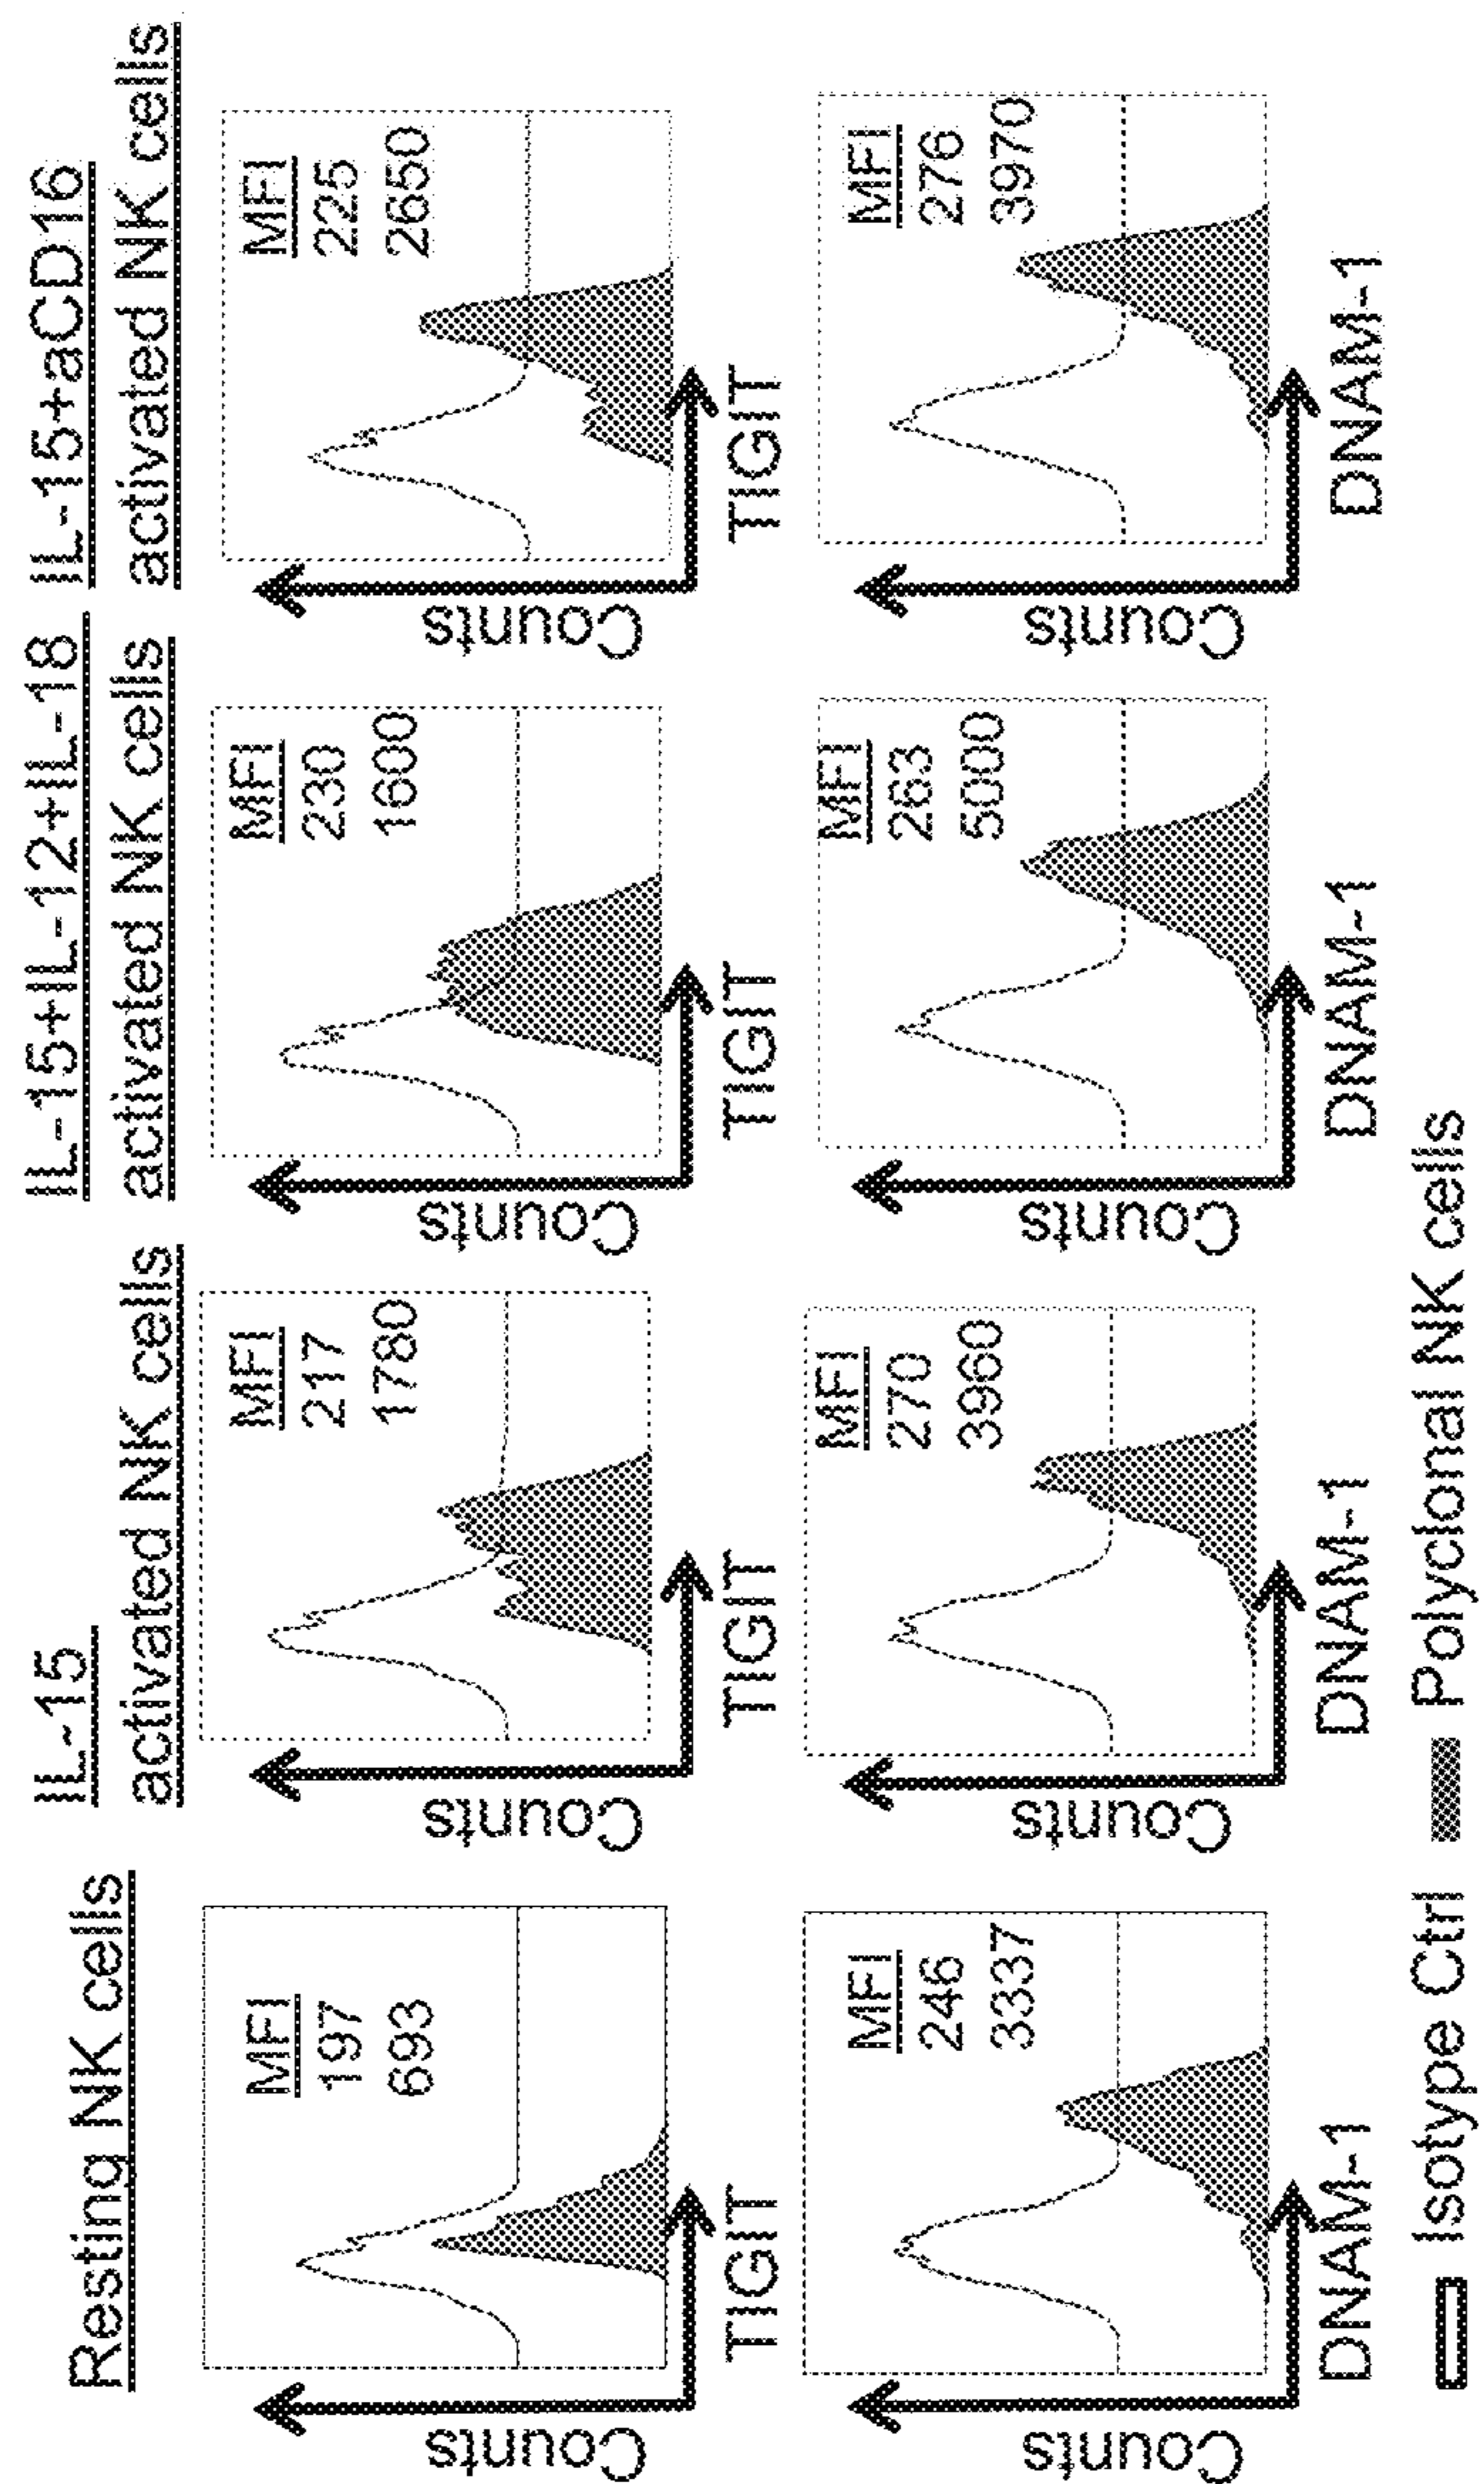 Resting NK cells
IL-15
activated NK cells
IL-15+IL-12+IL-18
activated NK cells
IL-15+aCD16
activated NK cells
Counts
MFI
197
693
TIGIT
Counts
MFI
217
1780
TIGIT
Counts
MFI
230
1600
TIGIT
Counts
MFI
225
2650
TIGIT
Counts
MFI
246
3337
DNAM-1
Counts
MFI
270
3960
DNAM-1
Counts
MFI
263
5000
DNAM-1
Counts
MFI
276
3970
DNAM-1
Isotype Ctrl Polyclonal NK cells